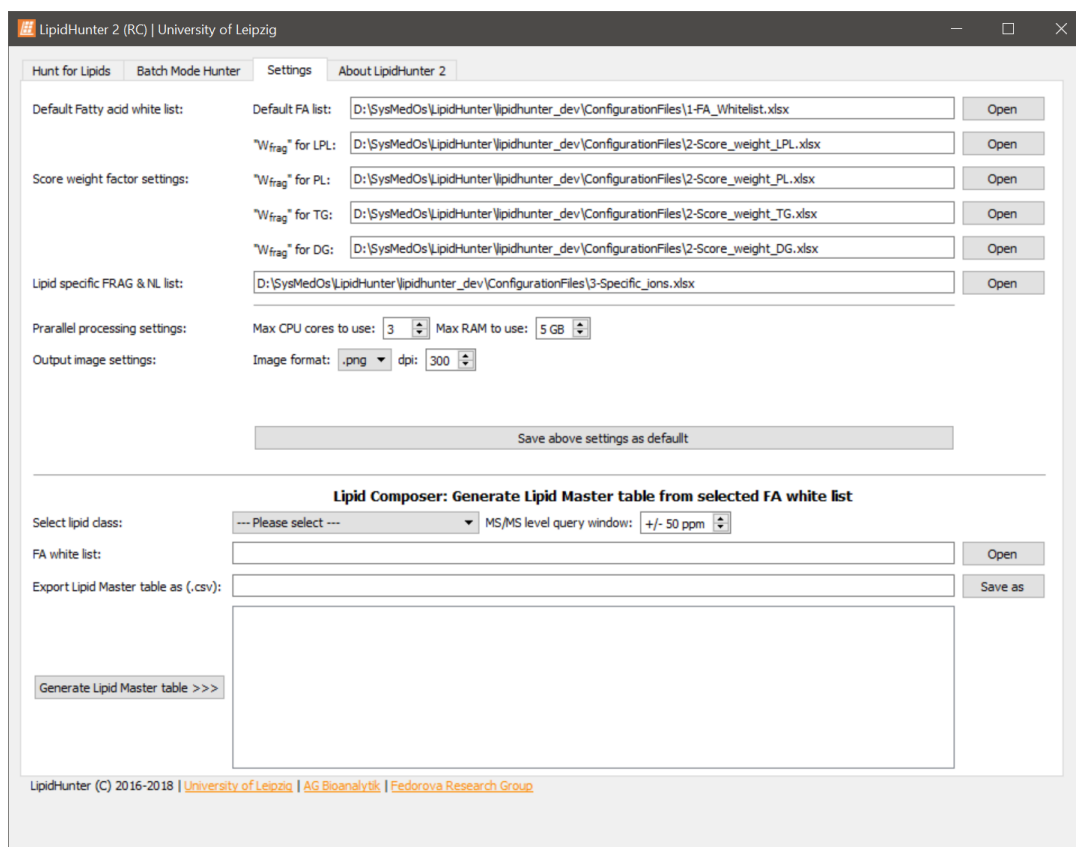 LipidHunter 2 (RC) | University of Leipzig
Hunt for Lipids Batch Mode Hunter Settings About LipidHunter 2
Default Fatty acid white list: Default FA list: D:\SysMedOs\LipidHunter\lipidhunter_dev\ConfigurationFiles\1-FA_Whitelist.xlsx Open
"Wfrag" for LPL: D:\SysMedOs\LipidHunter\lipidhunter_dev\ConfigurationFiles\2-Score_weight_LPL.xlsx Open
Score weight factor settings: "Wfrag" for PL: D:\SysMedOs\LipidHunter\lipidhunter_dev\ConfigurationFiles\2-Score_weight_PL.xlsx Open
"Wfrag" for TG: D:\SysMedOs\LipidHunter\lipidhunter_dev\ConfigurationFiles\2-Score_weight_TG.xlsx Open
"Wfrag" for DG: D:\SysMedOs\LipidHunter\lipidhunter_dev\ConfigurationFiles\2-Score_weight_DG.xlsx Open
Lipid specific FRAG & NL list: D:\SysMedOs\LipidHunter\lipidhunter_dev\ConfigurationFiles\3-Specific_ions.xlsx Open
Prarallel processing settings: Max CPU cores to use: 3 Max RAM to use: 5 GB
Output image settings: Image format: .png dpi: 300
Save above settings as defaullt
Lipid Composer: Generate Lipid Master table from selected FA white list
Select lipid class: --- Please select --- MS/MS level query window: +/- 50 ppm
FA white list: Open
Export Lipid Master table as (.csv): Save as
Generate Lipid Master table >>>
LipidHunter (C) 2016-2018 | University of Leipzig | AG Bioanalytik | Fedorova Research Group